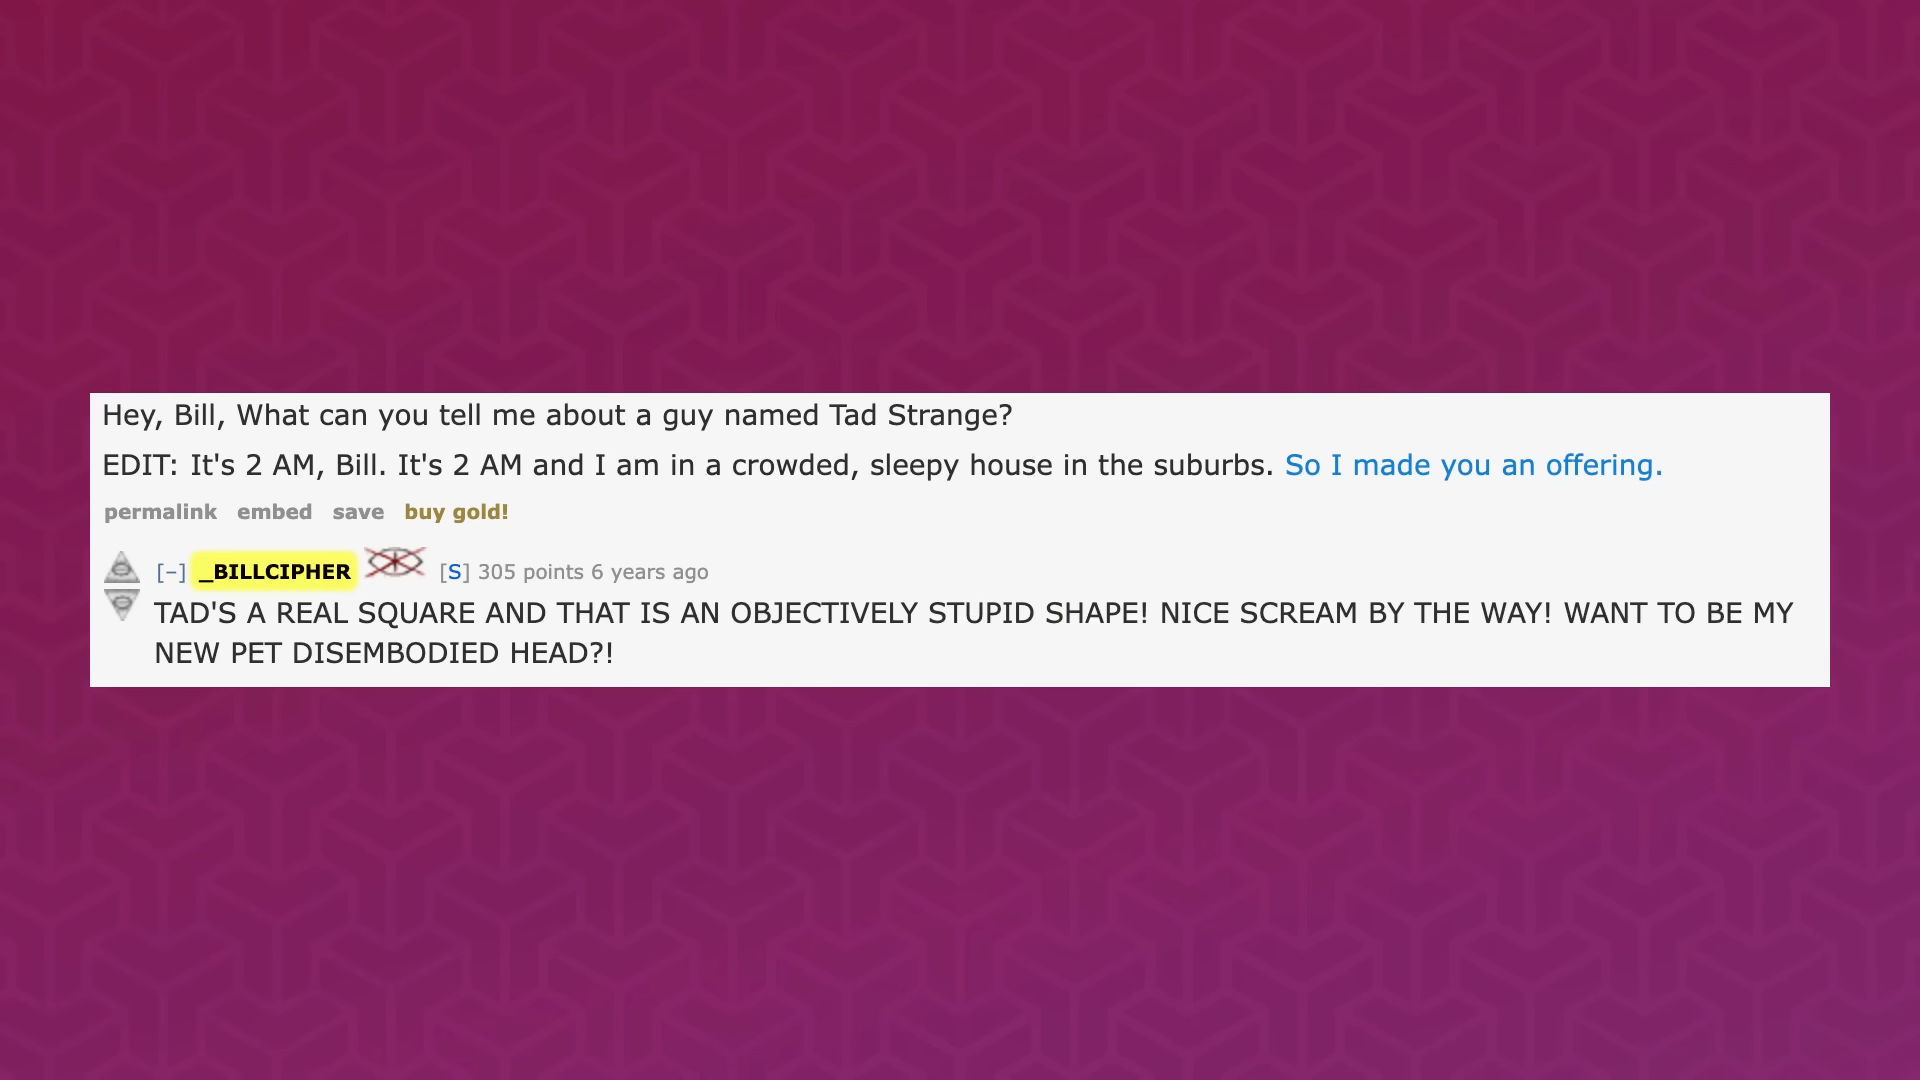 Hey, Bill, What can you tell me about a guy named Tad Strange?
EDIT: It's 2 AM, Bill. It's 2 AM and I am in a crowded, sleepy house in the suburbs. So I made you an offering.
permalink embed save buy gold!
[–] _BILLCIPHER [S] 305 points 6 years ago
TAD'S A REAL SQUARE AND THAT IS AN OBJECTIVELY STUPID SHAPE! NICE SCREAM BY THE WAY! WANT TO BE MY
NEW PET DISEMBODIED HEAD?!